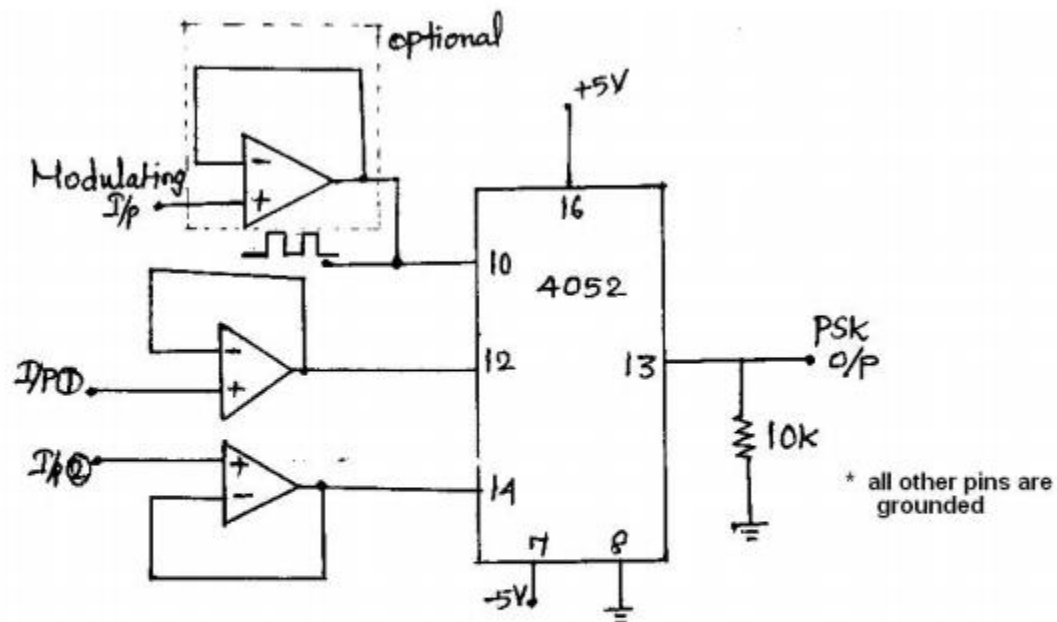 optional
+5V
Modulating
I/p
-
+
16
10
4052
PSK
O/P
-
+
I/P①
12
13
10K
I/p②
+
-
14
* all other pins are
grounded
7
8
-5V